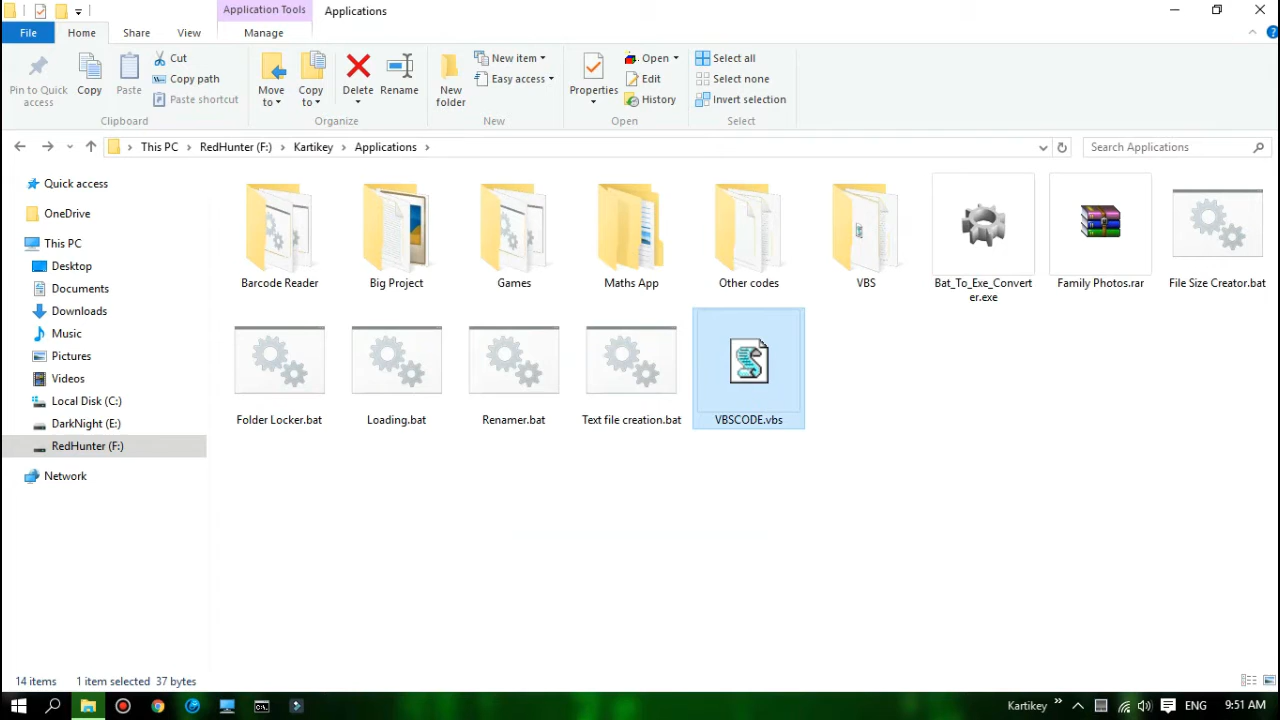 Application Tools
Applications
File
Home
Share
View
Manage
Pin to Quick access
Copy
Paste
Cut
Copy path
Paste shortcut
Clipboard
Move to
Copy to
Delete
Rename
Organize
New folder
New item
Easy access
New
Properties
Open
Edit
History
Open
Select all
Select none
Invert selection
Select
This PC
RedHunter (F:)
Kartikey
Applications
Search Applications
Quick access
OneDrive
This PC
Desktop
Documents
Downloads
Music
Pictures
Videos
Local Disk (C:)
DarkNight (E:)
RedHunter (F:)
Network
Barcode Reader
Big Project
Games
Maths App
Other codes
VBS
Bat_To_Exe_Convert
er.exe
Family Photos.rar
File Size Creator.bat
Folder Locker.bat
Loading.bat
Renamer.bat
Text file creation.bat
VBSCODE.vbs
14 items
1 item selected 37 bytes
Kartikey
ENG
9:51 AM